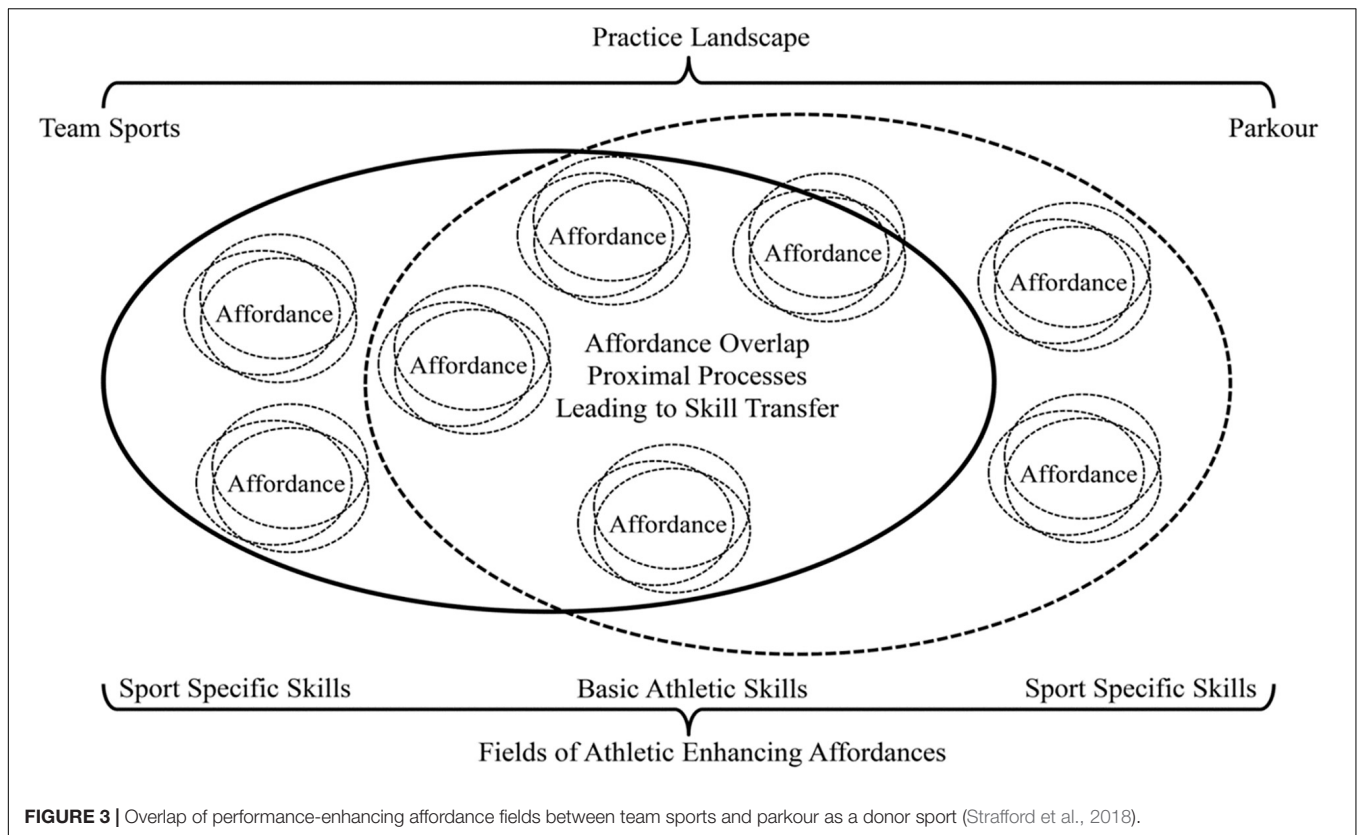 Practice Landscape
Team Sports
Parkour
Affordance
Affordance
Affordance
Affordance
Affordance
Affordance Overlap
Proximal Processes
Leading to Skill Transfer
Affordance
Affordance
Affordance
Affordance
Sport Specific Skills
Basic Athletic Skills
Sport Specific Skills
Fields of Athletic Enhancing Affordances
FIGURE 3 | Overlap of performance-enhancing affordance fields between team sports and parkour as a donor sport (Strafford et al., 2018).